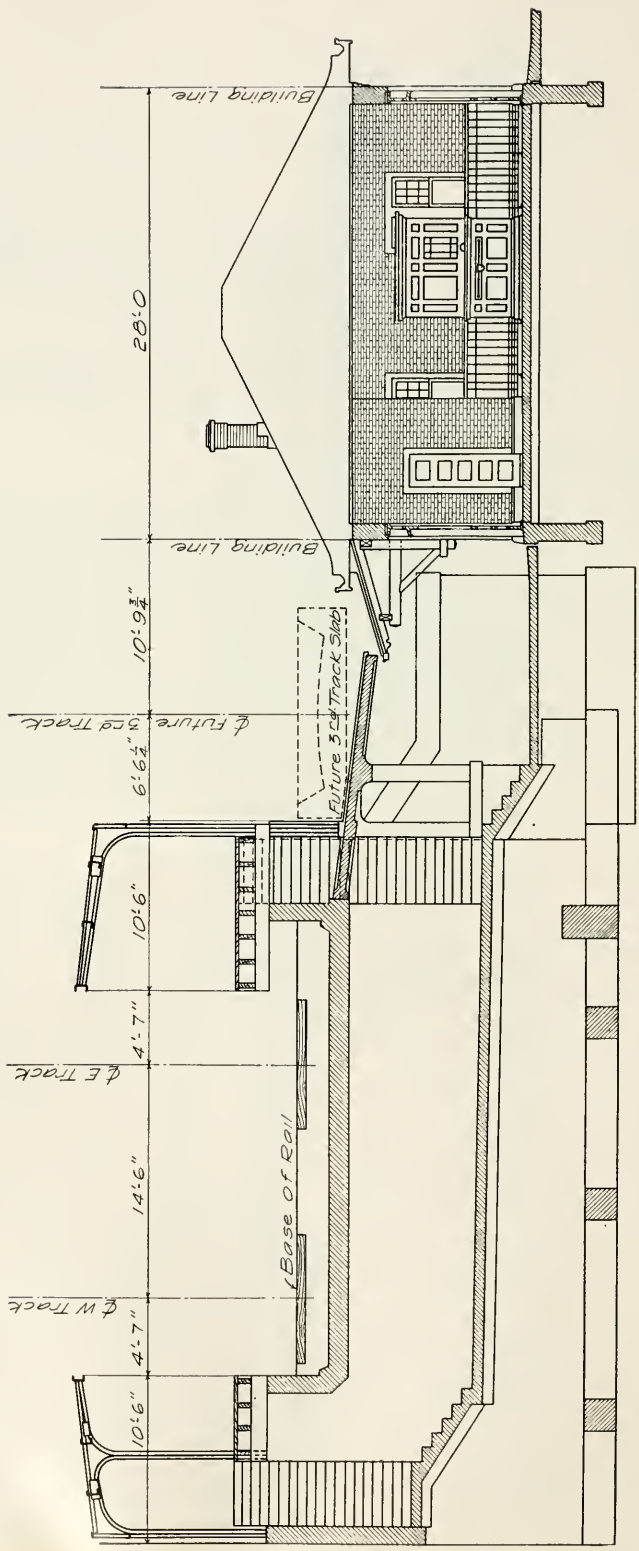 10'-6"
4'-7"
₵ W Track
14'-6"
₵ E Track
4'-7"
10'-6"
6'-6¼"
₵ Future 3rd Track
10'-9¾"
Building Line
28'-0
Building Line
Base Of Rail
Future 3rd Track Slab